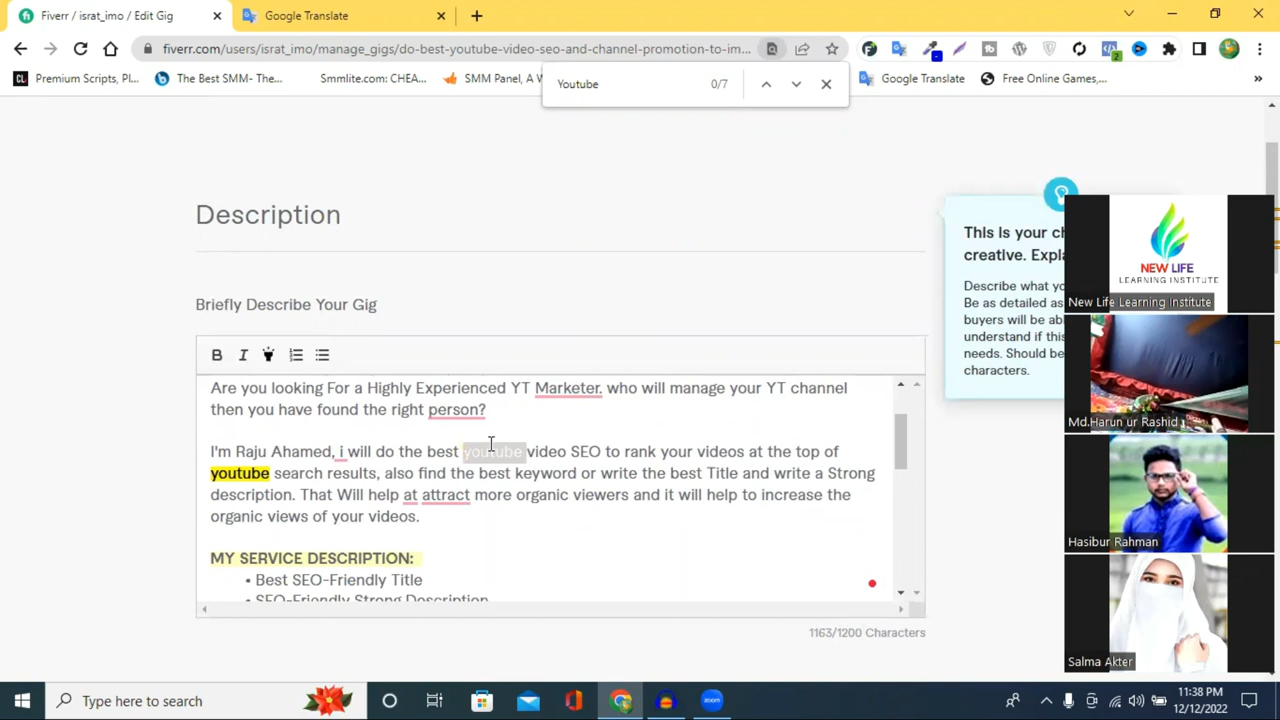 Fiverr / israt_imo / Edit Gig
Google Translate
fiverr.com/users/israt_imo/manage_gigs/do-best-youtube-video-seo-and-channel-promotion-to-im...
2
CL Premium Scripts, Pl...
The Best SMM- The...
Smmlite.com: CHEA...
SMM Panel, A W
Google Translate
Free Online Games,...
»
Youtube 0/7
Description
Briefly Describe Your Gig
B I
Are you looking For a Highly Experienced YT Marketer. who will manage your YT channel
then you have found the right person?
I'm Raju Ahamed, i will do the best youtube video SEO to rank your videos at the top of
youtube search results, also find the best keyword or write the best Title and write a Strong
description. That Will help at attract more organic viewers and it will help to increase the
organic views of your videos.
MY SERVICE DESCRIPTION:
• Best SEO-Friendly Title
• SEO-Friendly Strong Description
1163/1200 Characters
This is your ch
creative. Expla
Describe what yo
Be as detailed as
buyers will be abl
understand if this
needs. Should be
characters.
NEW LIFE
LEARNING INSTITUTE
New Life Learning Institute
Md.Harun ur Rashid
Hasibur Rahman
Salma Akter
Type here to search
zoom
11:38 PM
12/12/2022